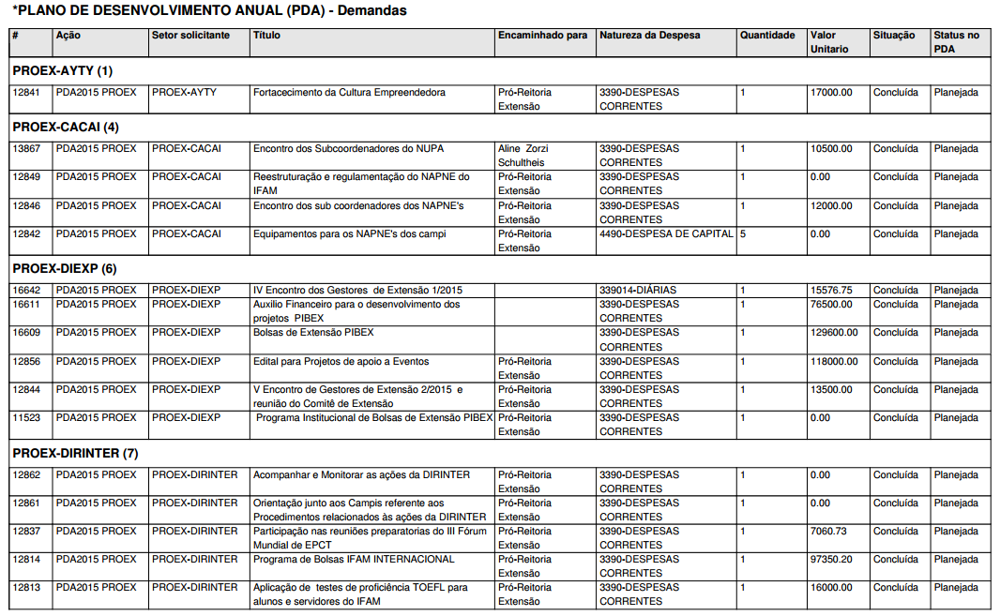 *PLANO DE DESENVOLVIMENTO ANUAL (PDA) - Demandas
# Ação Setor solicitante Título Encaminhado para Natureza da Despesa Quantidade Valor Situação Status no
Unitario PDA
PROEX-AYTY (1)
12841 PDA2015 PROEX PROEX-AYTY Fortacecimento da Cultura Empreendedora Pró-Reitoria 3390-DESPESAS 1 17000.00 Concluída Planejada
Extensão CORRENTES
PROEX-CACAI (4)
13867 PDA2015 PROEX PROEX-CACAI Encontro dos Subcoordenadores do NUPA Aline Zorzi 3390-DESPESAS 1 10500.00 Concluída Planejada
Schultheis CORRENTES
12849 PDA2015 PROEX PROEX-CACAI Reestruturação e regulamentação do NAPNE do Pró-Reitoria 3390-DESPESAS 1 0.00 Concluída Planejada
IFAM Extensão CORRENTES
12846 PDA2015 PROEX PROEX-CACAI Encontro dos sub coordenadores dos NAPNE's Pró-Reitoria 3390-DESPESAS 1 12000.00 Concluída Planejada
Extensão CORRENTES
12842 PDA2015 PROEX PROEX-CACAI Equipamentos para os NAPNE's dos campi Pró-Reitoria 4490-DESPESA DE CAPITAL 5 0.00 Concluída Planejada
Extensão
PROEX-DIEXP (6)
16642 PDA2015 PROEX PROEX-DIEXP IV Encontro dos Gestores de Extensão 1/2015 339014-DIÁRIAS 1 15576.75 Concluída Planejada
16611 PDA2015 PROEX PROEX-DIEXP Auxilio Financeiro para o desenvolvimento dos 3390-DESPESAS 1 76500.00 Concluída Planejada
projetos PIBEX CORRENTES
16609 PDA2015 PROEX PROEX-DIEXP Bolsas de Extensão PIBEX 3390-DESPESAS 1 129600.00 Concluída Planejada
CORRENTES
12856 PDA2015 PROEX PROEX-DIEXP Edital para Projetos de apoio a Eventos Pró-Reitoria 3390-DESPESAS 1 118000.00 Concluída Planejada
Extensão CORRENTES
12844 PDA2015 PROEX PROEX-DIEXP V Encontro de Gestores de Extensão 2/2015 e Pró-Reitoria 3390-DESPESAS 1 13500.00 Concluída Planejada
reunião do Comitê de Extensão Extensão CORRENTES
11523 PDA2015 PROEX PROEX-DIEXP Programa Institucional de Bolsas de Extensão PIBEX Pró-Reitoria 3390-DESPESAS 1 0.00 Concluída Planejada
Extensão CORRENTES
PROEX-DIRINTER (7)
12862 PDA2015 PROEX PROEX-DIRINTER Acompanhar e Monitorar as ações da DIRINTER Pró-Reitoria 3390-DESPESAS 1 0.00 Concluída Planejada
Extensão CORRENTES
12861 PDA2015 PROEX PROEX-DIRINTER Orientação junto aos Campis referente aos Pró-Reitoria 3390-DESPESAS 1 0.00 Concluída Planejada
Procedimentos relacionados às ações da DIRINTER Extensão CORRENTES
12837 PDA2015 PROEX PROEX-DIRINTER Participação nas reuniões preparatorias do III Fórum Pró-Reitoria 3390-DESPESAS 1 7060.73 Concluída Planejada
Mundial de EPCT Extensão CORRENTES
12814 PDA2015 PROEX PROEX-DIRINTER Programa de Bolsas IFAM INTERNACIONAL Pró-Reitoria 3390-DESPESAS 1 97350.20 Concluída Planejada
Extensão CORRENTES
12813 PDA2015 PROEX PROEX-DIRINTER Aplicação de testes de proficiência TOEFL para Pró-Reitoria 3390-DESPESAS 1 16000.00 Concluída Planejada
alunos e servidores do IFAM Extensão CORRENTES